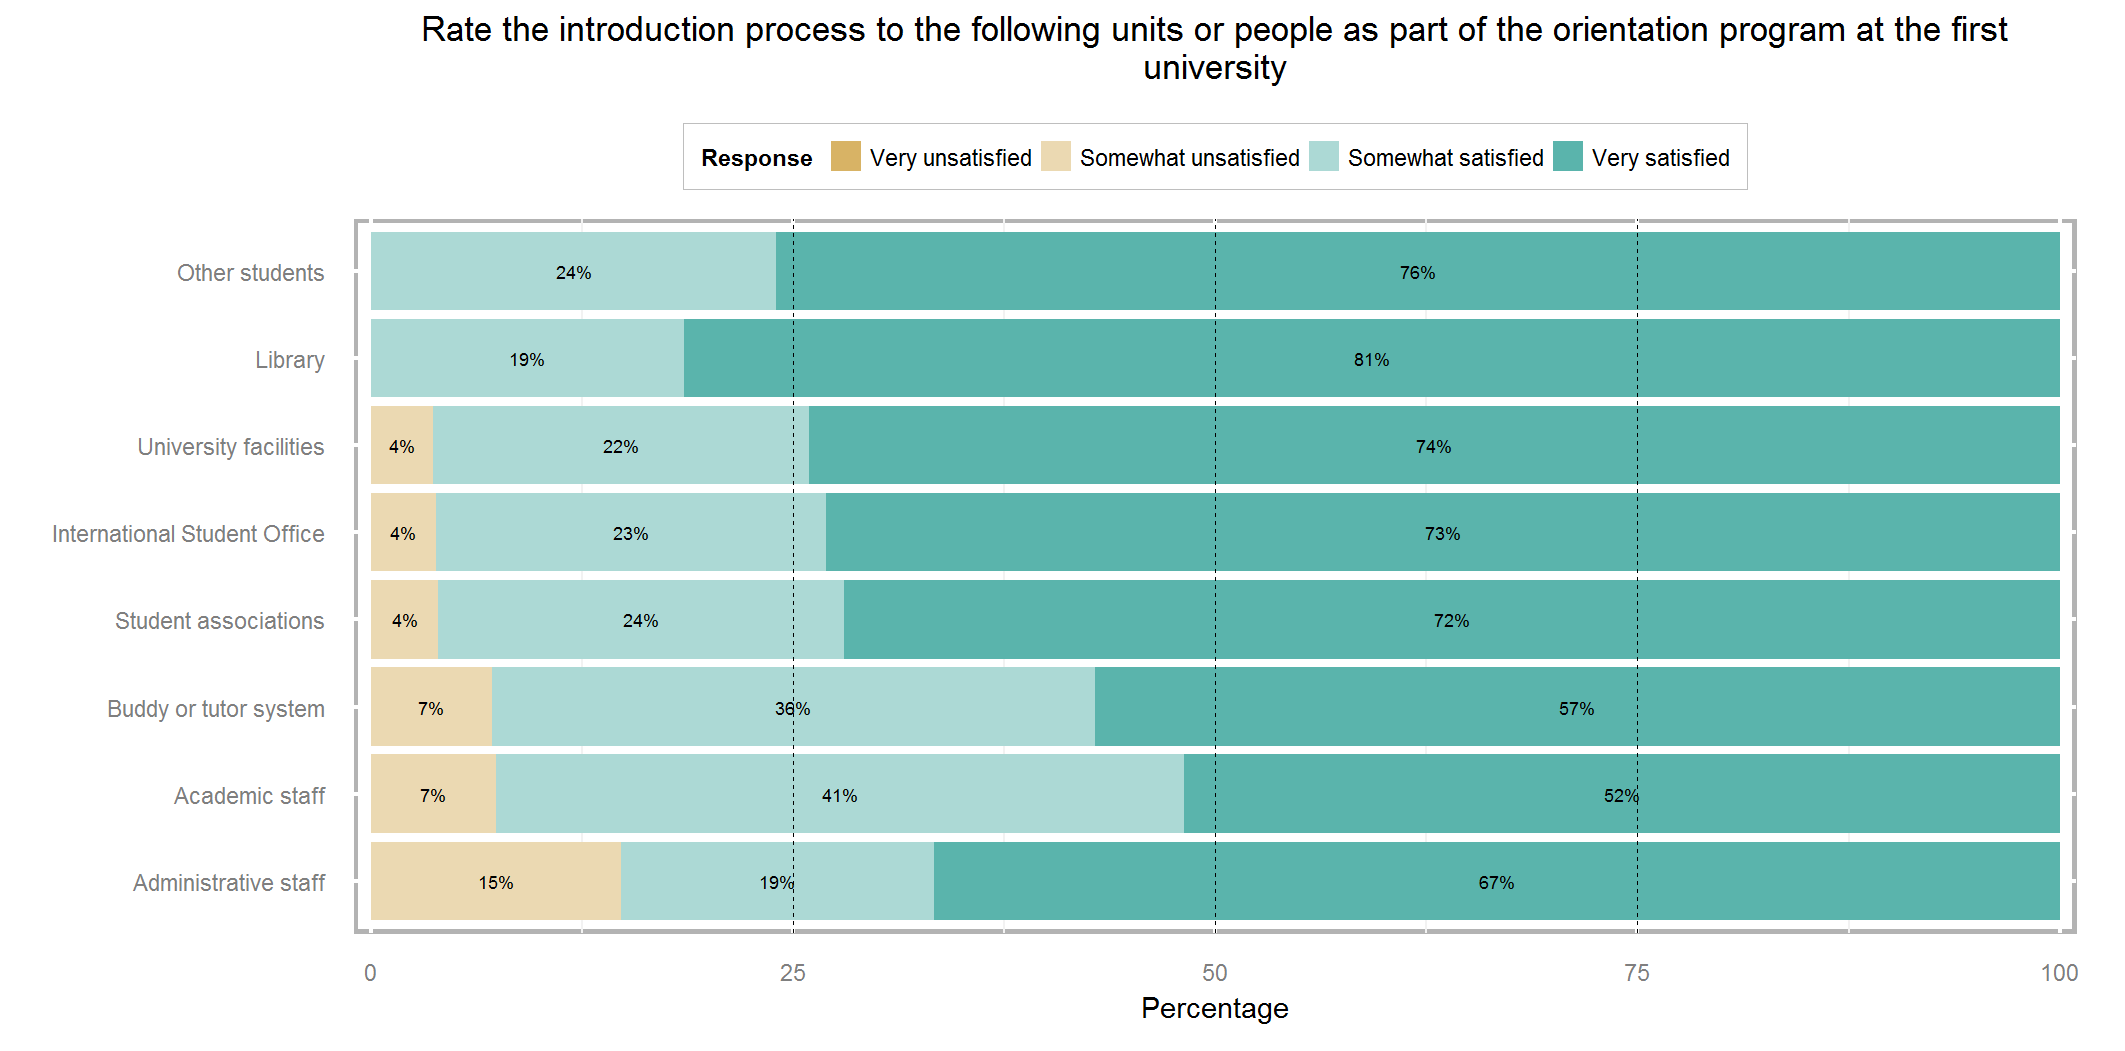 Rate the introduction process to the following units or people as part of the orientation program at the first
university
Response Very unsatisfied Somewhat unsatisfied Somewhat satisfied Very satisfied
Other students 24% 76%
Library 19% 81%
University facilities 4% 22% 74%
International Student Office 4% 23% 73%
Student associations 4% 24% 72%
Buddy or tutor system 7% 36% 57%
Academic staff 7% 41% 52%
Administrative staff 15% 19% 67%
0 25 50 75 100
Percentage